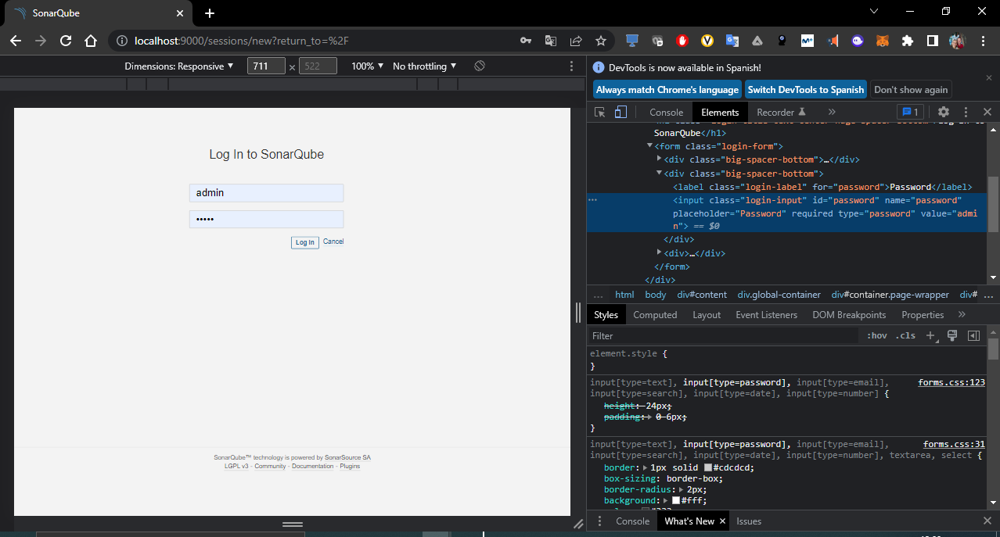 SonarQube
localhost:9000/sessions/new?return_to=%2F
Dimensions: Responsive 711 × 522 100% No throttling
Log In to SonarQube
admin
•••••
Log in Cancel
SonarQube™ technology is powered by SonarSource SA
LGPL v3 - Community - Documentation - Plugins
DevTools is now available in Spanish!
Always match Chrome's language Switch DevTools to Spanish Don't show again
Console Elements Recorder » 1
SonarQube</h1>
<form class="login-form">
<div class="big-spacer-bottom">…</div>
<div class="big-spacer-bottom">
<label class="login-label" for="password">Password</label>
… <input class="login-input" id="password" name="password"
placeholder="Password" required type="password" value="admi
n"> == $0
</div>
<div>…</div>
</form>
</div>
… html body div#content div.global-container div#container.page-wrapper div# …
Styles Computed Layout Event Listeners DOM Breakpoints Properties »
Filter :hov .cls +
element.style {
}
input[type=text], input[type=password], input[type=email], forms.css:123
input[type=search], input[type=date], input[type=number] {
height: 24px;
padding: 0 6px;
}
input[type=text], input[type=password], input[type=email], forms.css:31
input[type=search], input[type=date], input[type=number], textarea, select {
border: 1px solid #cdcdcd;
box-sizing: border-box;
border-radius: 2px;
background: #fff;
Console What's New × Issues